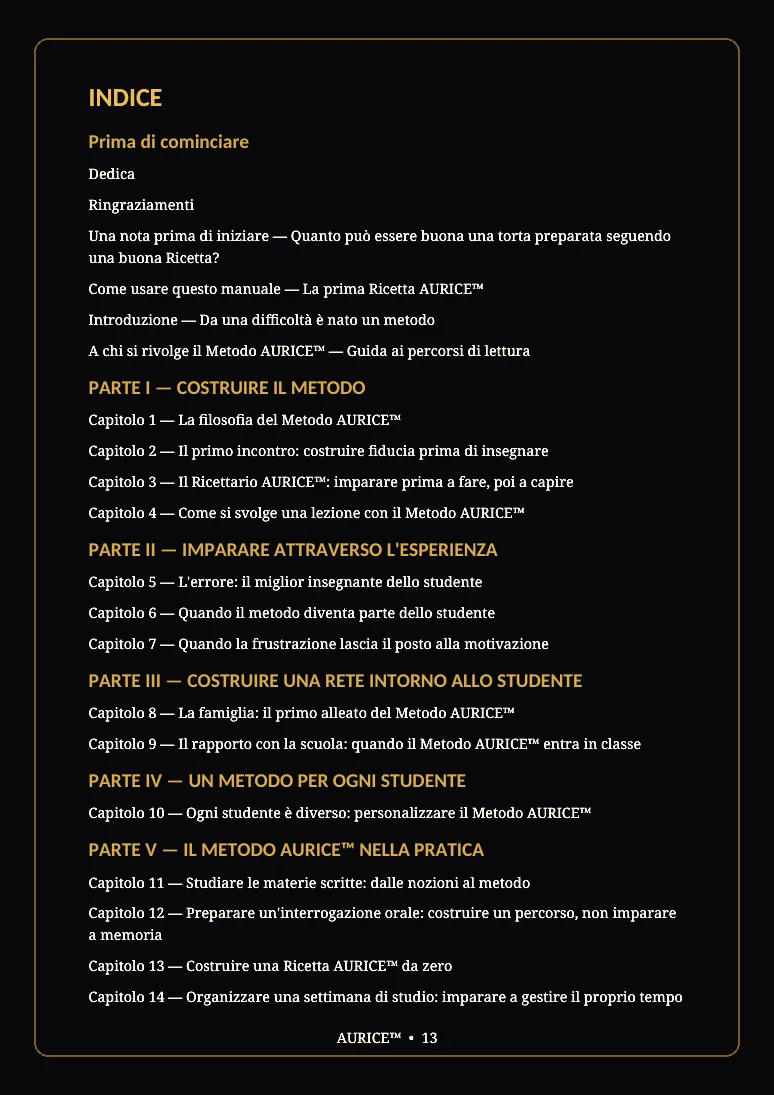 INDICE
Prima di cominciare
Dedica
Ringraziamenti
Una nota prima di iniziare — Quanto può essere buona una torta preparata seguendo
una buona Ricetta?
Come usare questo manuale — La prima Ricetta AURICE™
Introduzione — Da una difficoltà è nato un metodo
A chi si rivolge il Metodo AURICE™ — Guida ai percorsi di lettura
PARTE I — COSTRUIRE IL METODO
Capitolo 1 — La filosofia del Metodo AURICE™
Capitolo 2 — Il primo incontro: costruire fiducia prima di insegnare
Capitolo 3 — Il Ricettario AURICE™: imparare prima a fare, poi a capire
Capitolo 4 — Come si svolge una lezione con il Metodo AURICE™
PARTE II — IMPARARE ATTRAVERSO L'ESPERIENZA
Capitolo 5 — L'errore: il miglior insegnante dello studente
Capitolo 6 — Quando il metodo diventa parte dello studente
Capitolo 7 — Quando la frustrazione lascia il posto alla motivazione
PARTE III — COSTRUIRE UNA RETE INTORNO ALLO STUDENTE
Capitolo 8 — La famiglia: il primo alleato del Metodo AURICE™
Capitolo 9 — Il rapporto con la scuola: quando il Metodo AURICE™ entra in classe
PARTE IV — UN METODO PER OGNI STUDENTE
Capitolo 10 — Ogni studente è diverso: personalizzare il Metodo AURICE™
PARTE V — IL METODO AURICE™ NELLA PRATICA
Capitolo 11 — Studiare le materie scritte: dalle nozioni al metodo
Capitolo 12 — Preparare un'interrogazione orale: costruire un percorso, non imparare
a memoria
Capitolo 13 — Costruire una Ricetta AURICE™ da zero
Capitolo 14 — Organizzare una settimana di studio: imparare a gestire il proprio tempo
AURICE™ • 13